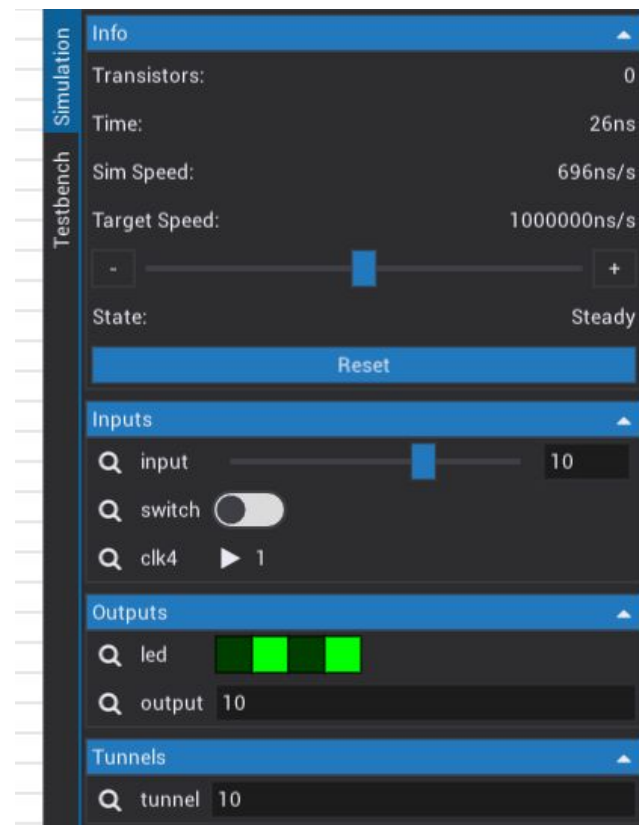 Simulation
Testbench
Info
Transistors: 0
Time: 26ns
Sim Speed: 696ns/s
Target Speed: 1000000ns/s
- +
State: Steady
Reset
Inputs
input 10
switch
clk4 1
Outputs
led
output 10
Tunnels
tunnel 10